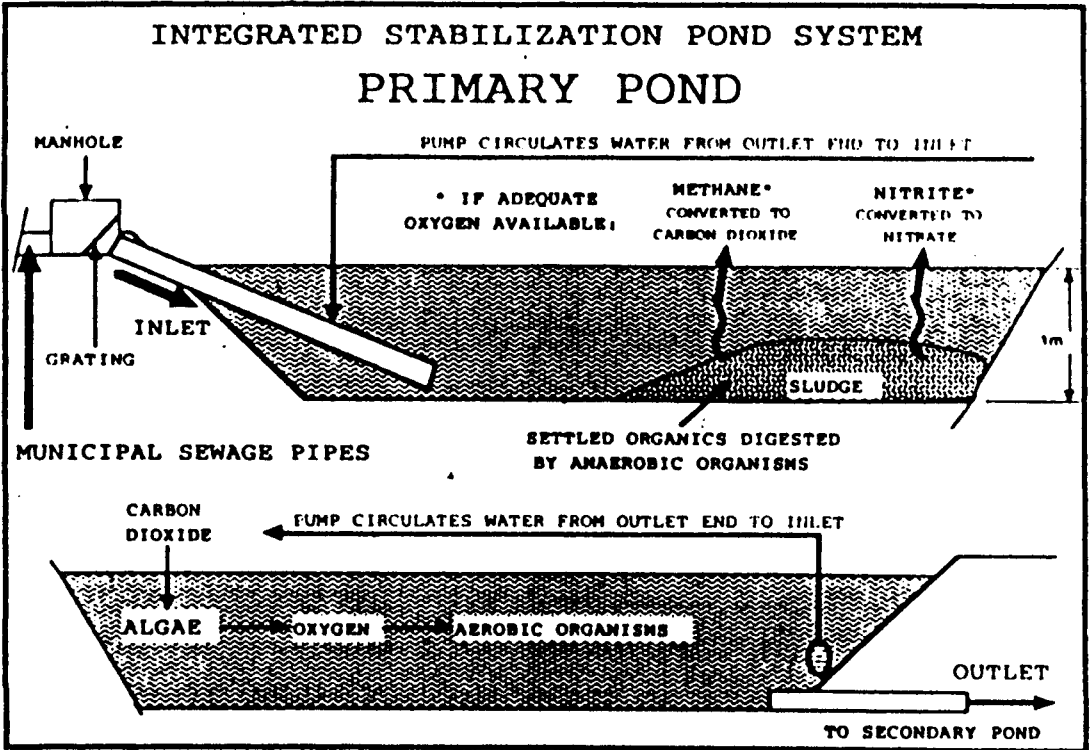 INTEGRATED STABILIZATION POND SYSTEM
PRIMARY POND
MANHOLE
PUMP CIRCULATES WATER FROM OUTLET END TO INLET
* IF ADEQUATE
OXYGEN AVAILABLE:
METHANE*
CONVERTED TO
CARBON DIOXIDE
NITRITE*
CONVERTED TO
NITRATE
INLET
GRATING
1m
SLUDGE
MUNICIPAL SEWAGE PIPES
SETTLED ORGANICS DIGESTED
BY ANAEROBIC ORGANISMS
CARBON
DIOXIDE
PUMP CIRCULATES WATER FROM OUTLET END TO INLET
ALGAE
OXYGEN
AEROBIC ORGANISMS
OUTLET
TO SECONDARY POND